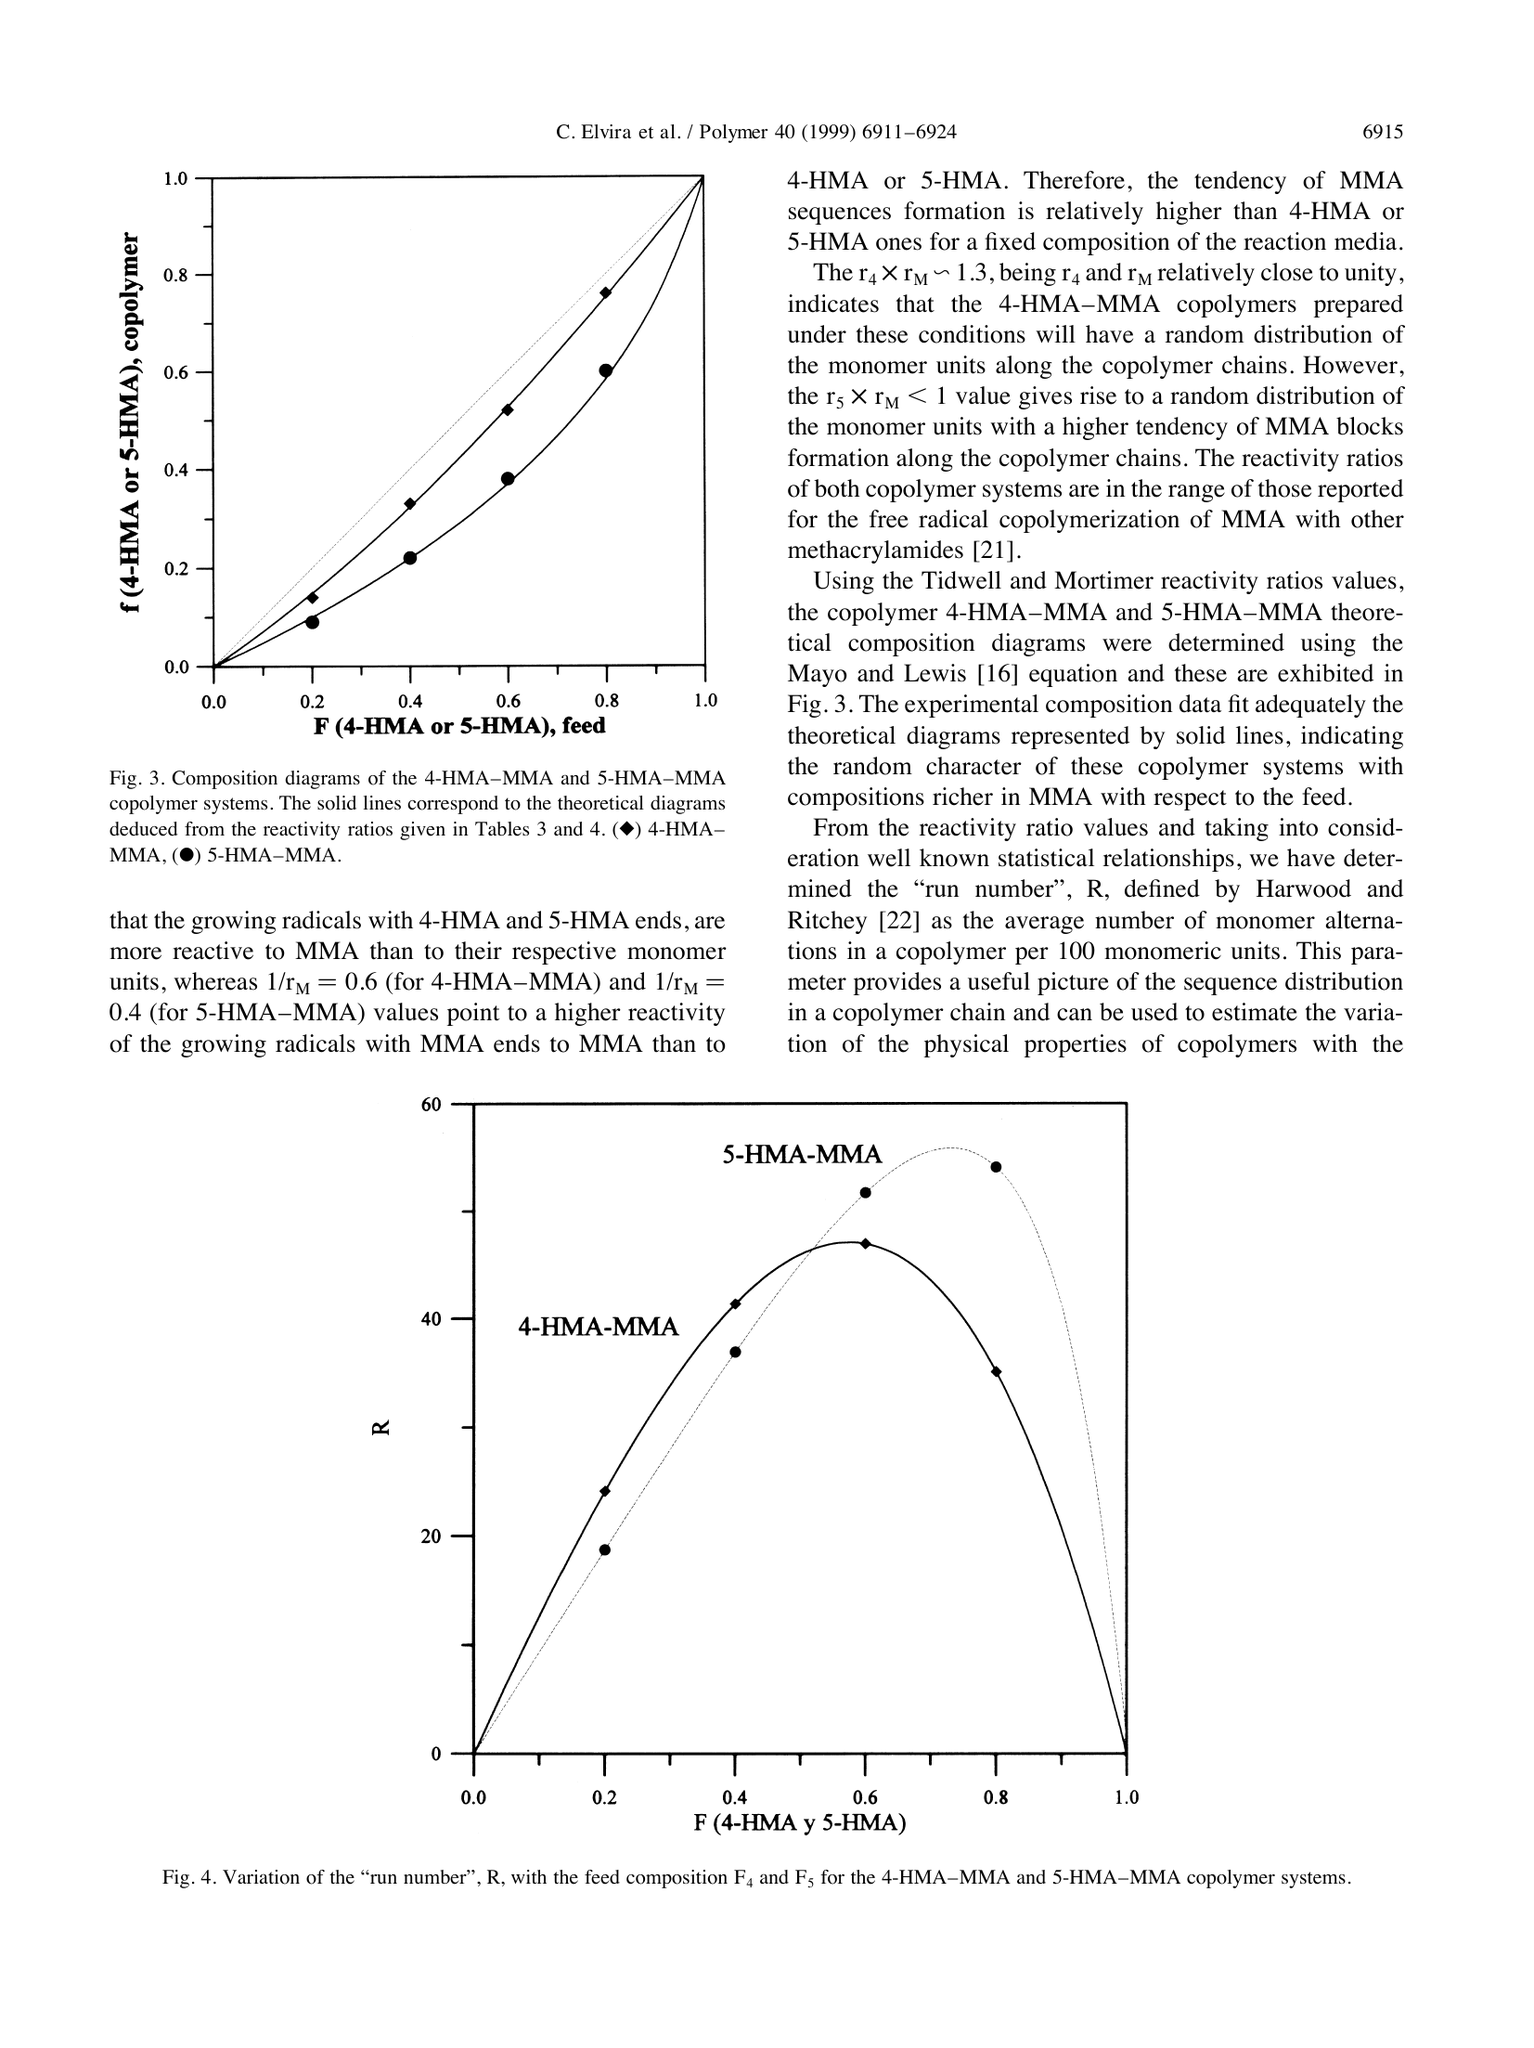 C. Elvira et al. / Polymer 40 (1999) 6911–6924
6915
1.0
0.8
0.6
0.4
0.2
0.0
f (4-HMA or 5-HMA), copolymer
0.0 0.2 0.4 0.6 0.8 1.0
F (4-HMA or 5-HMA), feed
Fig. 3. Composition diagrams of the 4-HMA–MMA and 5-HMA–MMA
copolymer systems. The solid lines correspond to the theoretical diagrams
deduced from the reactivity ratios given in Tables 3 and 4. (◆) 4-HMA–
MMA, (●) 5-HMA–MMA.
that the growing radicals with 4-HMA and 5-HMA ends, are
more reactive to MMA than to their respective monomer
units, whereas 1/r_M = 0.6 (for 4-HMA–MMA) and 1/r_M =
0.4 (for 5-HMA–MMA) values point to a higher reactivity
of the growing radicals with MMA ends to MMA than to
4-HMA or 5-HMA. Therefore, the tendency of MMA
sequences formation is relatively higher than 4-HMA or
5-HMA ones for a fixed composition of the reaction media.
The r₄ × r_M ∽ 1.3, being r₄ and r_M relatively close to unity,
indicates that the 4-HMA–MMA copolymers prepared
under these conditions will have a random distribution of
the monomer units along the copolymer chains. However,
the r₅ × r_M < 1 value gives rise to a random distribution of
the monomer units with a higher tendency of MMA blocks
formation along the copolymer chains. The reactivity ratios
of both copolymer systems are in the range of those reported
for the free radical copolymerization of MMA with other
methacrylamides [21].
Using the Tidwell and Mortimer reactivity ratios values,
the copolymer 4-HMA–MMA and 5-HMA–MMA theore-
tical composition diagrams were determined using the
Mayo and Lewis [16] equation and these are exhibited in
Fig. 3. The experimental composition data fit adequately the
theoretical diagrams represented by solid lines, indicating
the random character of these copolymer systems with
compositions richer in MMA with respect to the feed.
From the reactivity ratio values and taking into consid-
eration well known statistical relationships, we have deter-
mined the “run number”, R, defined by Harwood and
Ritchey [22] as the average number of monomer alterna-
tions in a copolymer per 100 monomeric units. This para-
meter provides a useful picture of the sequence distribution
in a copolymer chain and can be used to estimate the varia-
tion of the physical properties of copolymers with the
60
40
20
0
R
5-HMA-MMA
4-HMA-MMA
0.0 0.2 0.4 0.6 0.8 1.0
F (4-HMA y 5-HMA)
Fig. 4. Variation of the “run number”, R, with the feed composition F₄ and F₅ for the 4-HMA–MMA and 5-HMA–MMA copolymer systems.